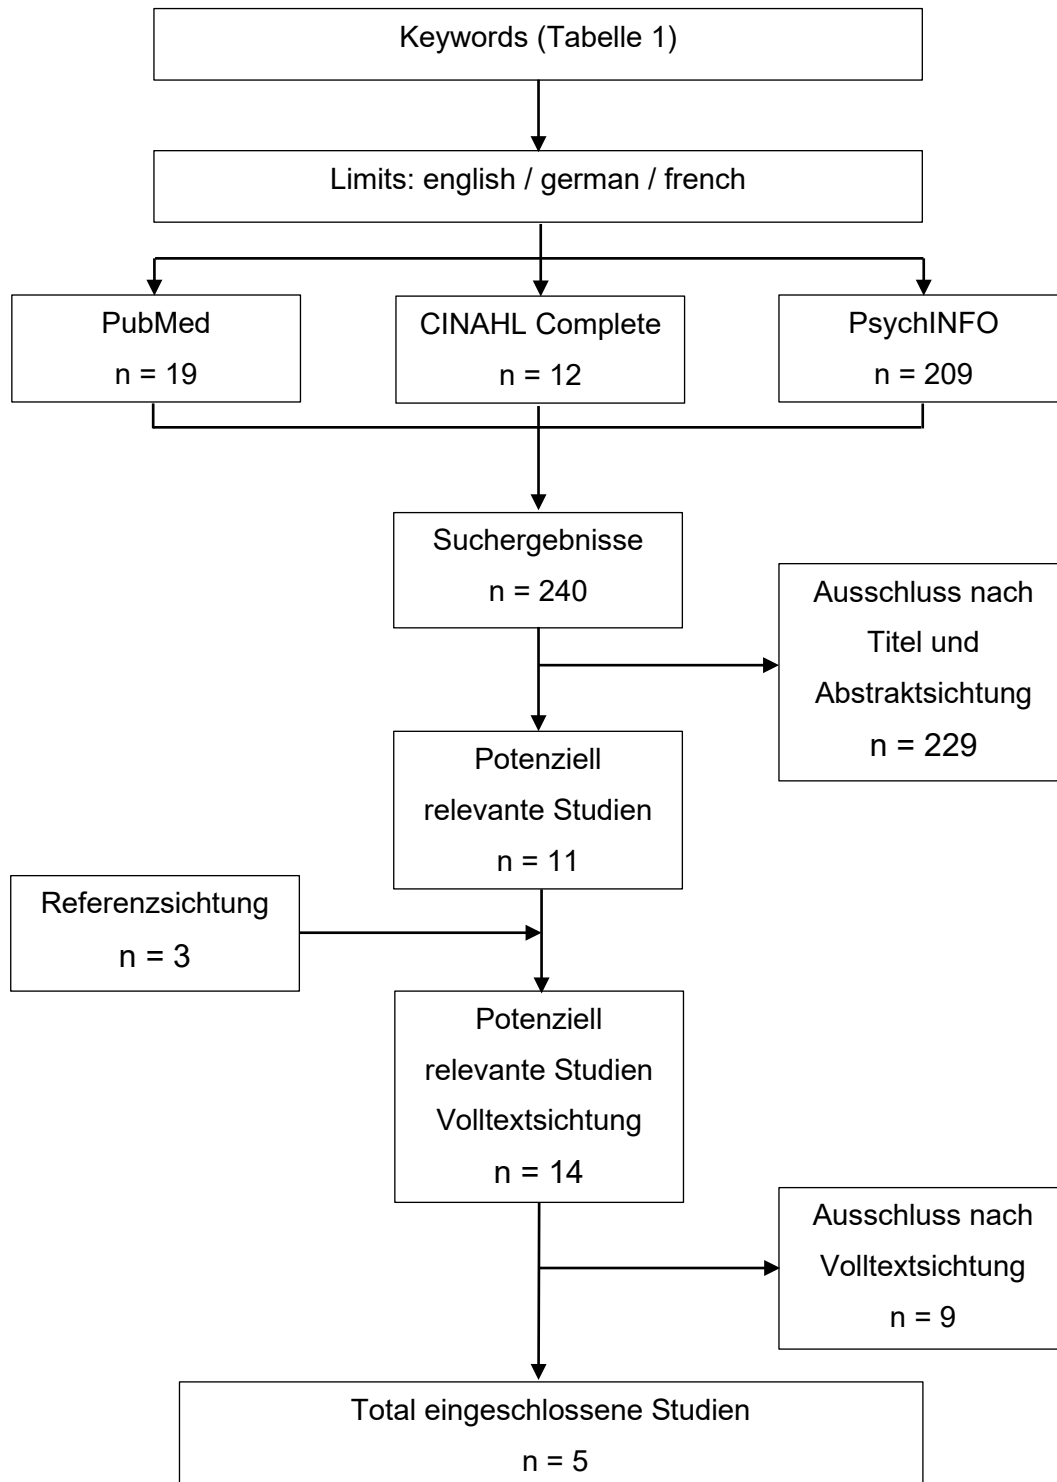 Keywords (Tabelle 1)
Limits: english / german / french
PubMed
n = 19
CINAHL Complete
n = 12
PsychINFO
n = 209
Suchergebnisse
n = 240
Ausschluss nach
Titel und
Abstraktsichtung
n = 229
Potenziell
relevante Studien
n = 11
Referenzsichtung
n = 3
Potenziell
relevante Studien
Volltextsichtung
n = 14
Ausschluss nach
Volltextsichtung
n = 9
Total eingeschlossene Studien
n = 5